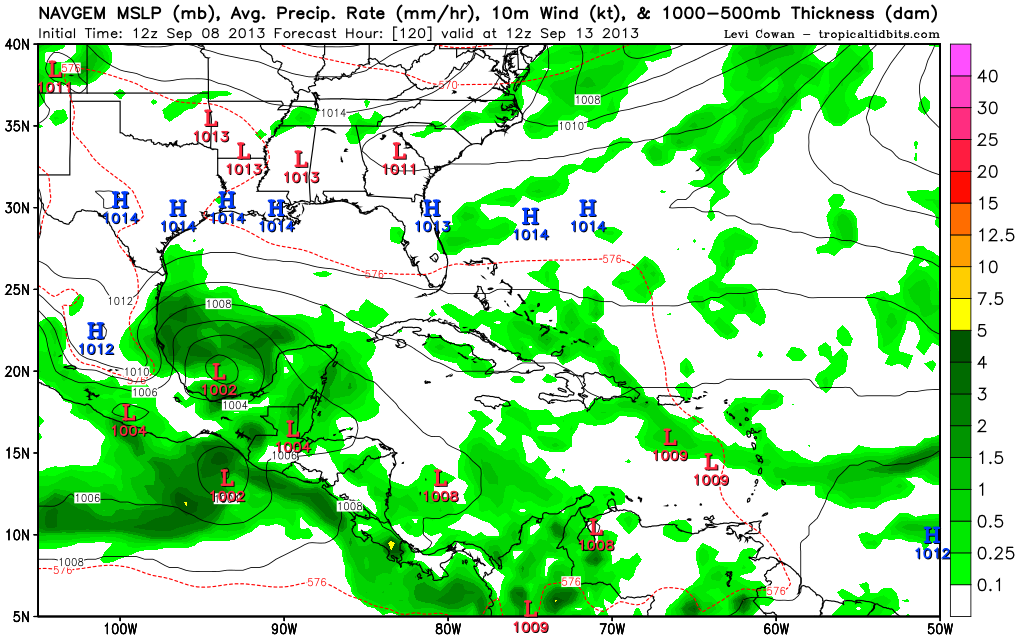 NAVGEM MSLP (mb), Avg. Precip. Rate (mm/hr), 10m Wind (kt), & 1000–500mb Thickness (dam)
Initial Time: 12z Sep 08 2013 Forecast Hour: [120] valid at 12z Sep 13 2013 Levi Cowan – tropicaltidbits.com
40N
L 576
1011
570
1008
1014
1010
35N
L
1013
L
1013
L
1013
L
1011
30N
H
1014
H
1014
H
1014
H
1014
H
1013
H
1014
H
1014
576
576
25N
1012
1008
H
1012
20N
1010
576
1006
L
1002
1004
L
1004
L
1004
15N
1006
L
1009
L
1009
L
1002
L
1008
1006
1008
10N
L
1008
H
1012
1008
576
576
576
576
5N
L
1009
100W 90W 80W 70W 60W 50W
40
30
25
20
15
12.5
10
7.5
5
4
3
2
1.5
1
0.5
0.25
0.1